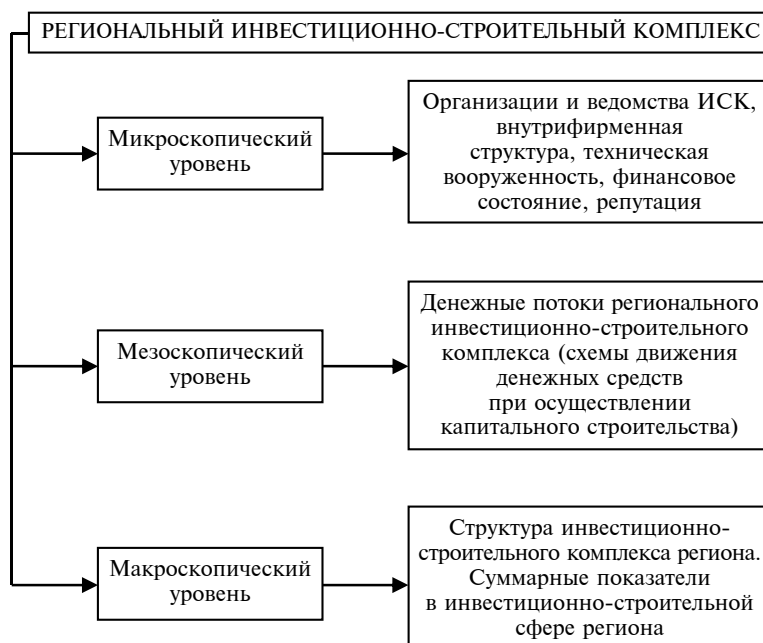 РЕГИОНАЛЬНЫЙ ИНВЕСТИЦИОННО-СТРОИТЕЛЬНЫЙ КОМПЛЕКС
Микроскопический
уровень
Организации и ведомства ИСК,
внутрифирменная
структура, техническая
вооруженность, финансовое
состояние, репутация
Мезоскопический
уровень
Денежные потоки регионального
инвестиционно-строительного
комплекса (схемы движения
денежных средств
при осуществлении
капитального строительства)
Макроскопический
уровень
Структура инвестиционно-
строительного комплекса региона.
Суммарные показатели
в инвестиционно-строительной
сфере региона